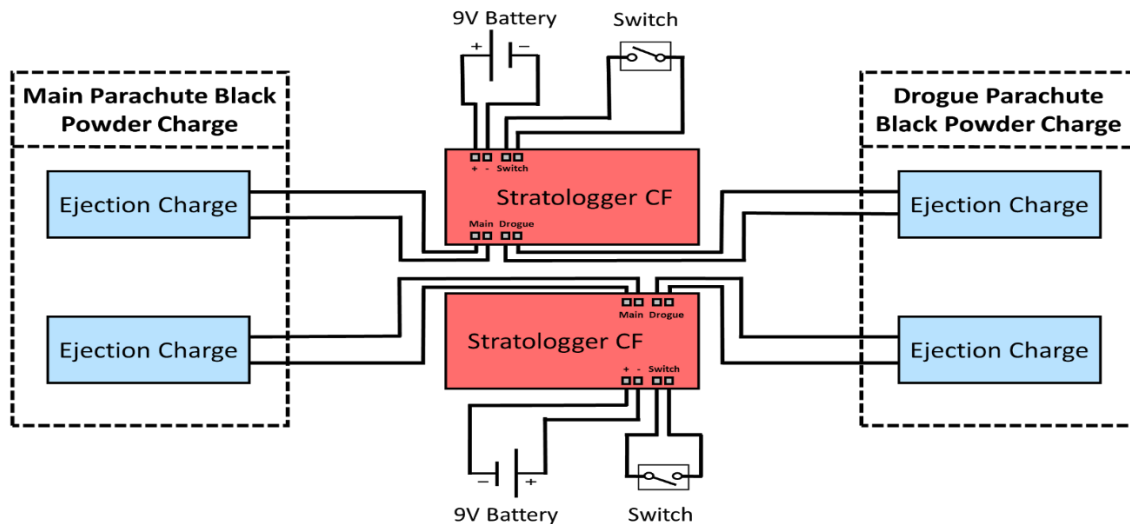 9V Battery
Switch
+ −
Main Parachute Black
Powder Charge
Drogue Parachute
Black Powder Charge
+ - Switch
Ejection Charge
Stratologger CF
Ejection Charge
Main Drogue
Main Drogue
Ejection Charge
Stratologger CF
Ejection Charge
+ - Switch
− +
9V Battery
Switch